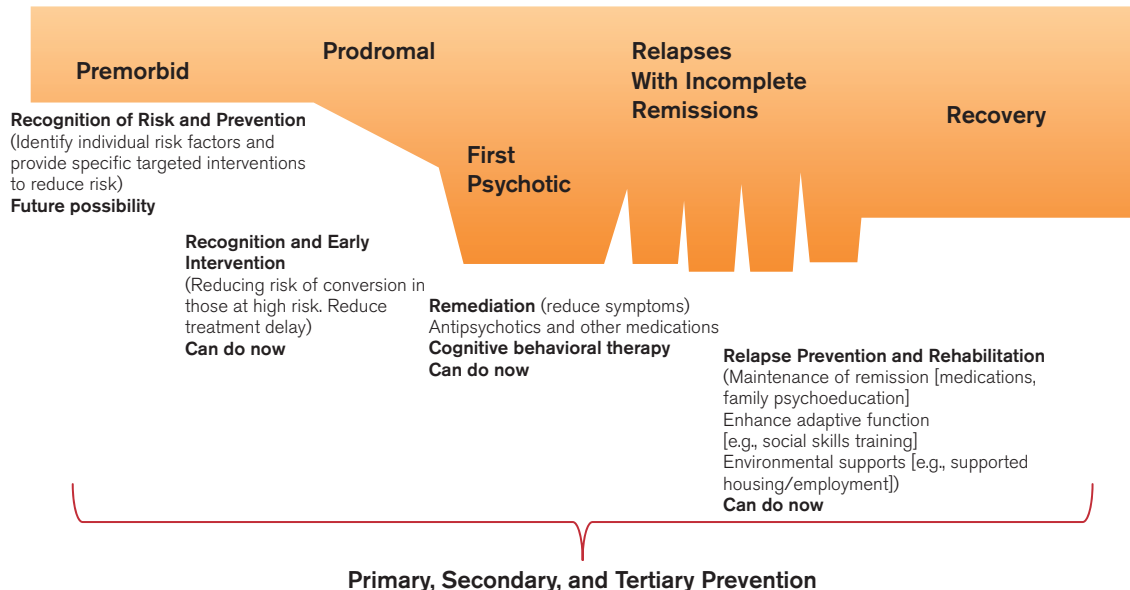 Premorbid
Prodromal
First
Psychotic
Relapses
With Incomplete
Remissions
Recovery
Recognition of Risk and Prevention
(Identify individual risk factors and
provide specific targeted interventions
to reduce risk)
Future possibility
Recognition and Early
Intervention
(Reducing risk of conversion in
those at high risk. Reduce
treatment delay)
Can do now
Remediation (reduce symptoms)
Antipsychotics and other medications
Cognitive behavioral therapy
Can do now
Relapse Prevention and Rehabilitation
(Maintenance of remission [medications,
family psychoeducation]
Enhance adaptive function
[e.g., social skills training]
Environmental supports [e.g., supported
housing/employment])
Can do now
Primary, Secondary, and Tertiary Prevention